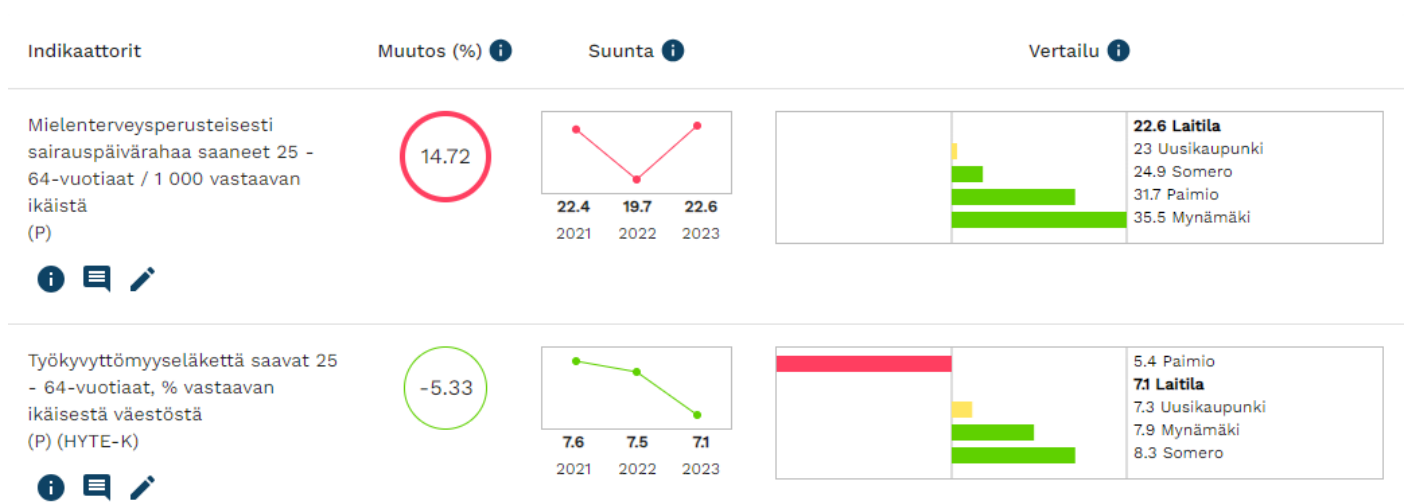 Indikaattorit
Muutos (%)
Suunta
Vertailu
Mielenterveysperusteisesti
sairauspäivärahaa saaneet 25 -
64-vuotiaat / 1 000 vastaavan
ikäistä
(P)
14.72
22.4 19.7 22.6
2021 2022 2023
22.6 Laitila
23 Uusikaupunki
24.9 Somero
31.7 Paimio
35.5 Mynämäki
Työkyvyttömyyseläkettä saavat 25
- 64-vuotiaat, % vastaavan
ikäisestä väestöstä
(P) (HYTE-K)
-5.33
7.6 7.5 7.1
2021 2022 2023
5.4 Paimio
7.1 Laitila
7.3 Uusikaupunki
7.9 Mynämäki
8.3 Somero